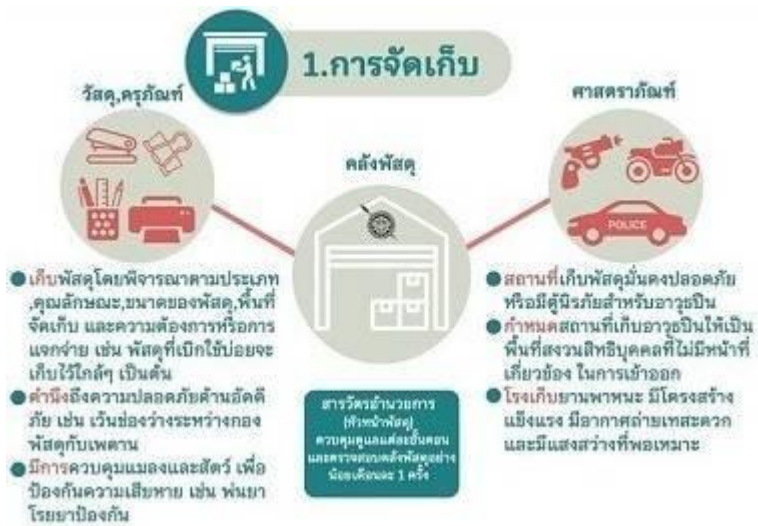 1.การจัดเก็บ
วัสดุ,ครุภัณฑ์
คลังพัสดุ
ศาสตราภัณฑ์
POLICE
เก็บพัสดุโดยพิจารณาตามประเภท
,คุณลักษณะ,ขนาดของพัสดุ,พื้นที่
จัดเก็บ และความต้องการหรือการ
แจกจ่าย เช่น พัสดุที่เบิกใช้บ่อยจะ
เก็บไว้ใกล้ๆ เป็นต้น
คำนึงถึงความปลอดภัยด้านอัคคี
ภัย เช่น เว้นช่องว่างระหว่างกอง
พัสดุกับเพดาน
มีการควบคุมแมลงและสัตว์ เพื่อ
ป้องกันความเสียหาย เช่น พ่นยา
โรยยาป้องกัน
สารวัตรอำนวยการ
(หัวหน้าพัสดุ)
ควบคุมดูแลแต่ละขั้นตอน
และตรวจสอบคลังพัสดุอย่าง
น้อยเดือนละ 1 ครั้ง
สถานที่เก็บพัสดุมั่นคงปลอดภัย
หรือมีตู้นิรภัยสำหรับอาวุธปืน
กำหนดสถานที่เก็บอาวุธปืนให้เป็น
พื้นที่สงวนสิทธิบุคคลที่ไม่มีหน้าที่
เกี่ยวข้อง ในการเข้าออก
โรงเก็บยานพาหนะ มีโครงสร้าง
แข็งแรง มีอากาศถ่ายเทสะดวก
และมีแสงสว่างที่พอเหมาะ